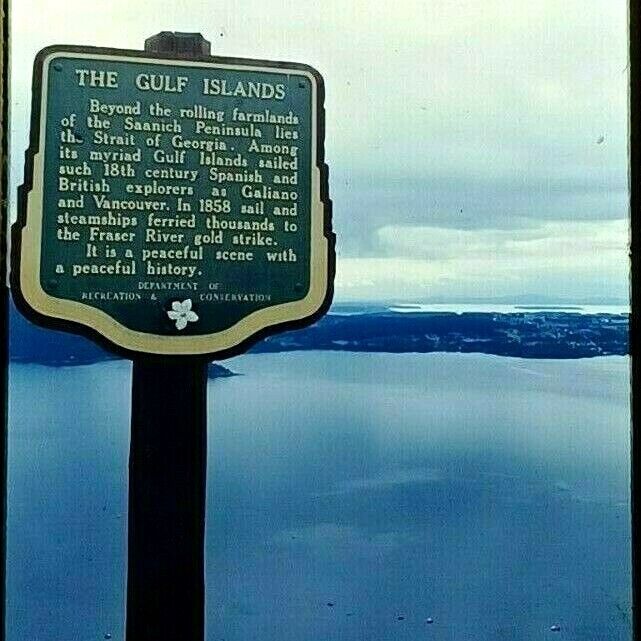 THE GULF ISLANDS
Beyond the rolling farmlands
of the Saanich Peninsula lies
the Strait of Georgia. Among
its myriad Gulf Islands sailed
such 18th century Spanish and
British explorers as Galiano
and Vancouver. In 1858 sail and
steamships ferried thousands to
the Fraser River gold strike.
It is a peaceful scene with
a peaceful history.
DEPARTMENT OF
RECREATION & CONSERVATION